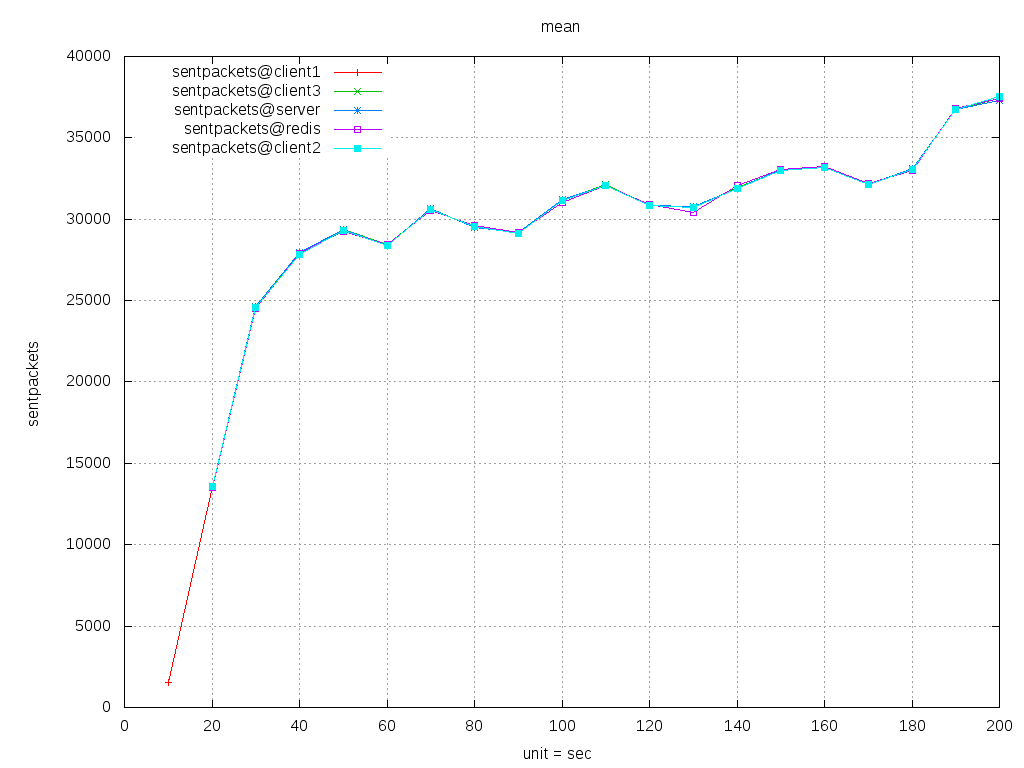 mean
40000
35000
30000
25000
20000
15000
10000
5000
0
sentpackets
sentpackets@client1
sentpackets@client3
sentpackets@server
sentpackets@redis
sentpackets@client2
0 20 40 60 80 100 120 140 160 180 200
unit = sec